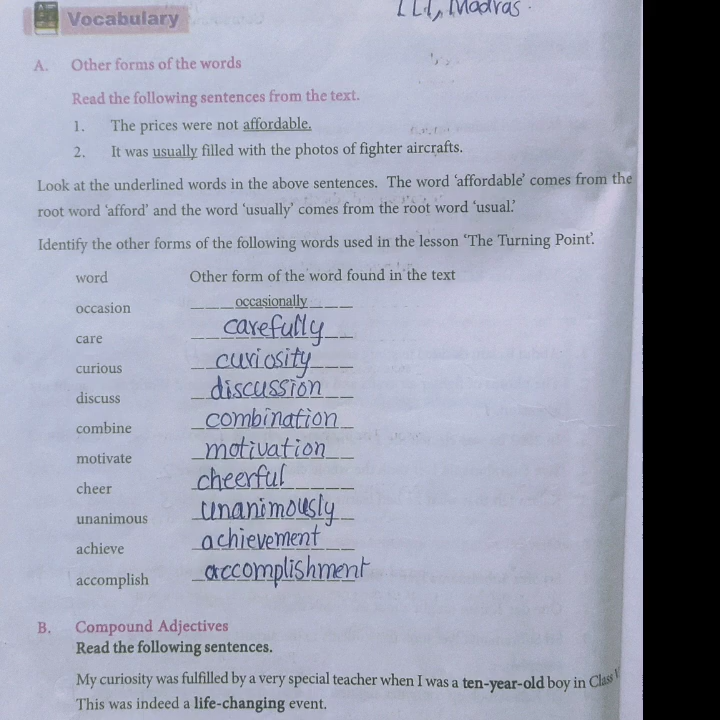 IIT, Madras.
Vocabulary
A. Other forms of the words
Read the following sentences from the text.
1. The prices were not affordable.
2. It was usually filled with the photos of fighter aircrafts.
Look at the underlined words in the above sentences. The word 'affordable' comes from the
root word 'afford' and the word 'usually' comes from the root word 'usual.'
Identify the other forms of the following words used in the lesson 'The Turning Point'.
word Other form of the word found in the text
occasion occasionally
care carefully
curious curiosity
discuss discussion
combine combination
motivate motivation
cheer cheerful
unanimous unanimously
achieve achievement
accomplish accomplishment
B. Compound Adjectives
Read the following sentences.
My curiosity was fulfilled by a very special teacher when I was a ten-year-old boy in Class
This was indeed a life-changing event.